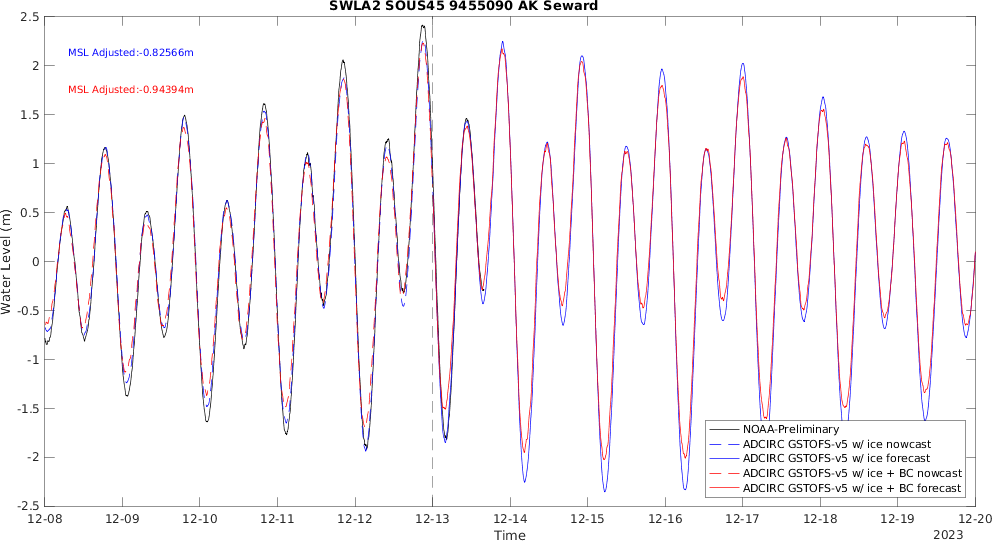 SWLA2 SOUS45 9455090 AK Seward
MSL Adjusted:-0.82566m
MSL Adjusted:-0.94394m
Water Level (m)
2.5
2
1.5
1
0.5
0
-0.5
-1
-1.5
-2
-2.5
NOAA-Preliminary
ADCIRC GSTOFS-v5 w/ ice nowcast
ADCIRC GSTOFS-v5 w/ ice forecast
ADCIRC GSTOFS-v5 w/ ice + BC nowcast
ADCIRC GSTOFS-v5 w/ ice + BC forecast
12-08 12-09 12-10 12-11 12-12 12-13 12-14 12-15 12-16 12-17 12-18 12-19 12-20
Time
2023